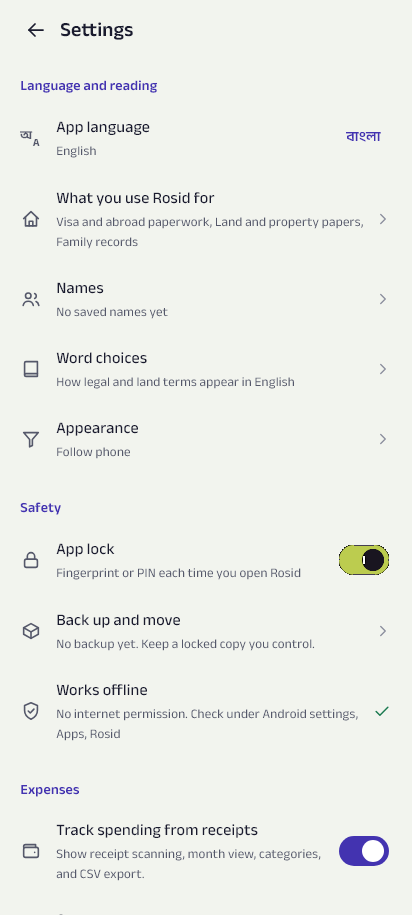 Settings
Language and reading
App language
বাংলা
English
What you use Rosid for
Visa and abroad paperwork, Land and property papers,
Family records
Names
No saved names yet
Word choices
How legal and land terms appear in English
Appearance
Follow phone
Safety
App lock
Fingerprint or PIN each time you open Rosid
Back up and move
No backup yet. Keep a locked copy you control.
Works offline
No internet permission. Check under Android settings,
Apps, Rosid
Expenses
Track spending from receipts
Show receipt scanning, month view, categories,
and CSV export.